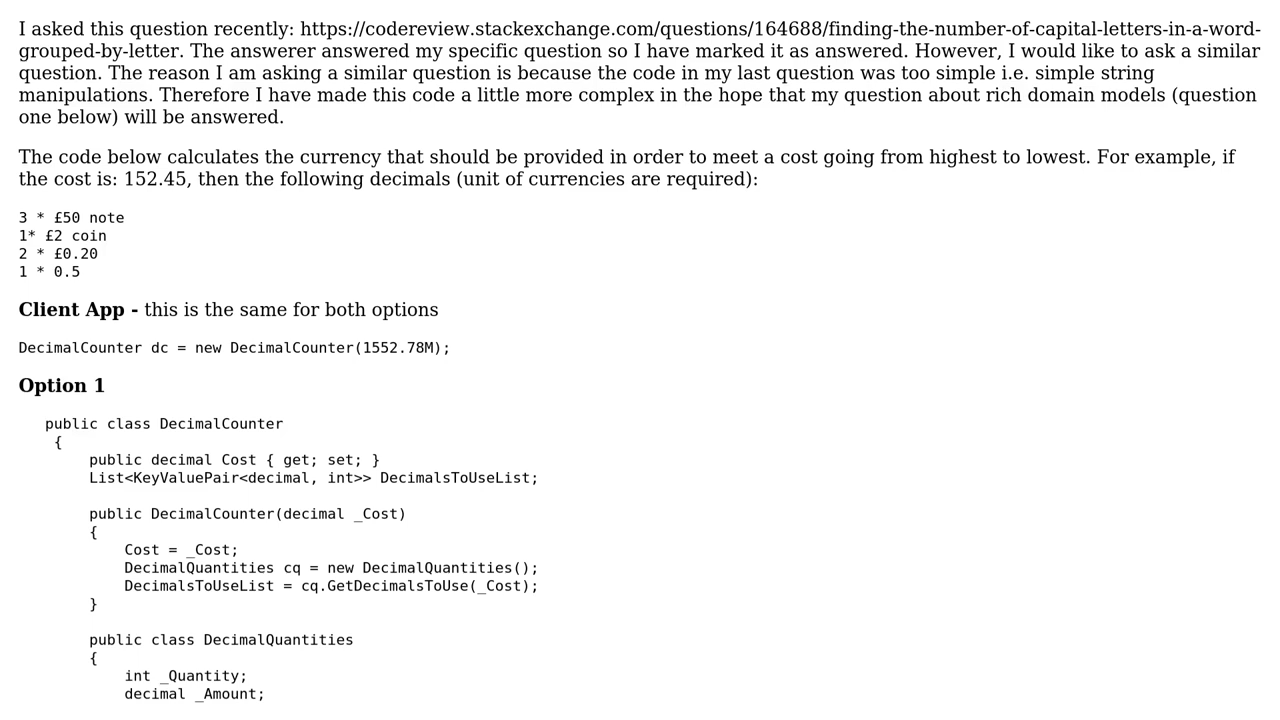 I asked this question recently: https://codereview.stackexchange.com/questions/164688/finding-the-number-of-capital-letters-in-a-word-
grouped-by-letter. The answerer answered my specific question so I have marked it as answered. However, I would like to ask a similar
question. The reason I am asking a similar question is because the code in my last question was too simple i.e. simple string
manipulations. Therefore I have made this code a little more complex in the hope that my question about rich domain models (question
one below) will be answered.
The code below calculates the currency that should be provided in order to meet a cost going from highest to lowest. For example, if
the cost is: 152.45, then the following decimals (unit of currencies are required):
3 * £50 note
1* £2 coin
2 * £0.20
1 * 0.5
Client App - this is the same for both options
DecimalCounter dc = new DecimalCounter(1552.78M);
Option 1
public class DecimalCounter
{
public decimal Cost { get; set; }
List<KeyValuePair<decimal, int>> DecimalsToUseList;
public DecimalCounter(decimal _Cost)
{
Cost = _Cost;
DecimalQuantities cq = new DecimalQuantities();
DecimalsToUseList = cq.GetDecimalsToUse(_Cost);
}
public class DecimalQuantities
{
int _Quantity;
decimal _Amount;